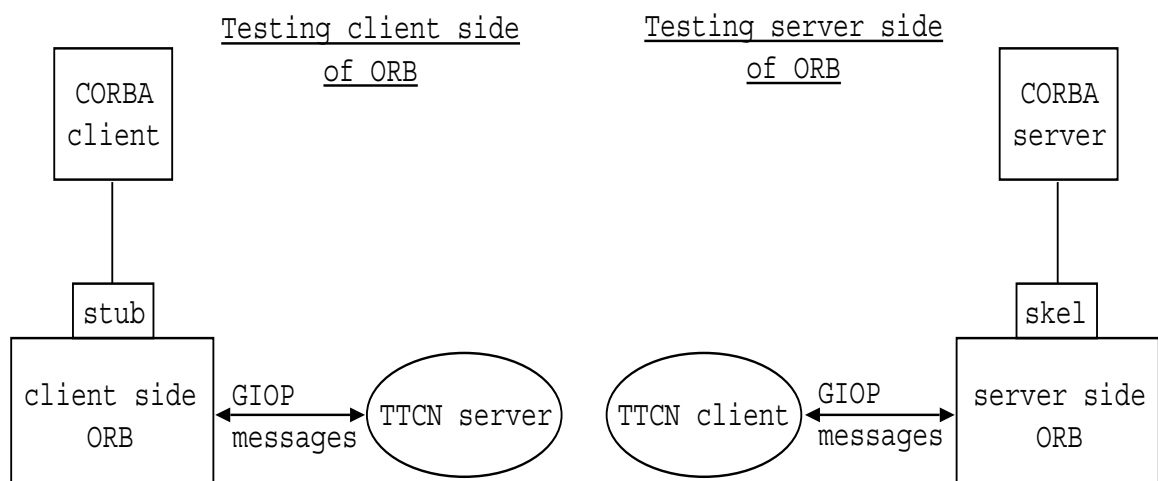 Testing client side
of ORB
CORBA
client
stub
client side
ORB
GIOP
messages
TTCN server
Testing server side
of ORB
CORBA
server
skel
server side
ORB
GIOP
messages
TTCN client